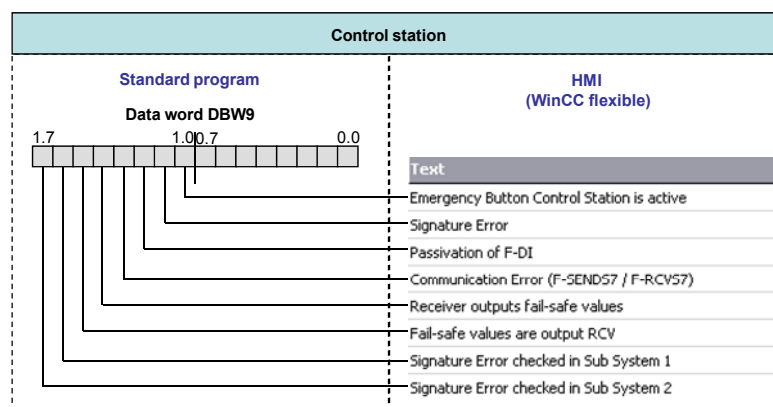 Control station
Standard program
HMI
(WinCC flexible)
Data word DBW9
1.7 1.0 0.7 0.0
Text
Emergency Button Control Station is active
Signature Error
Passivation of F-DI
Communication Error (F-SENDS7 / F-RCVS7)
Receiver outputs fail-safe values
Fail-safe values are output RCV
Signature Error checked in Sub System 1
Signature Error checked in Sub System 2